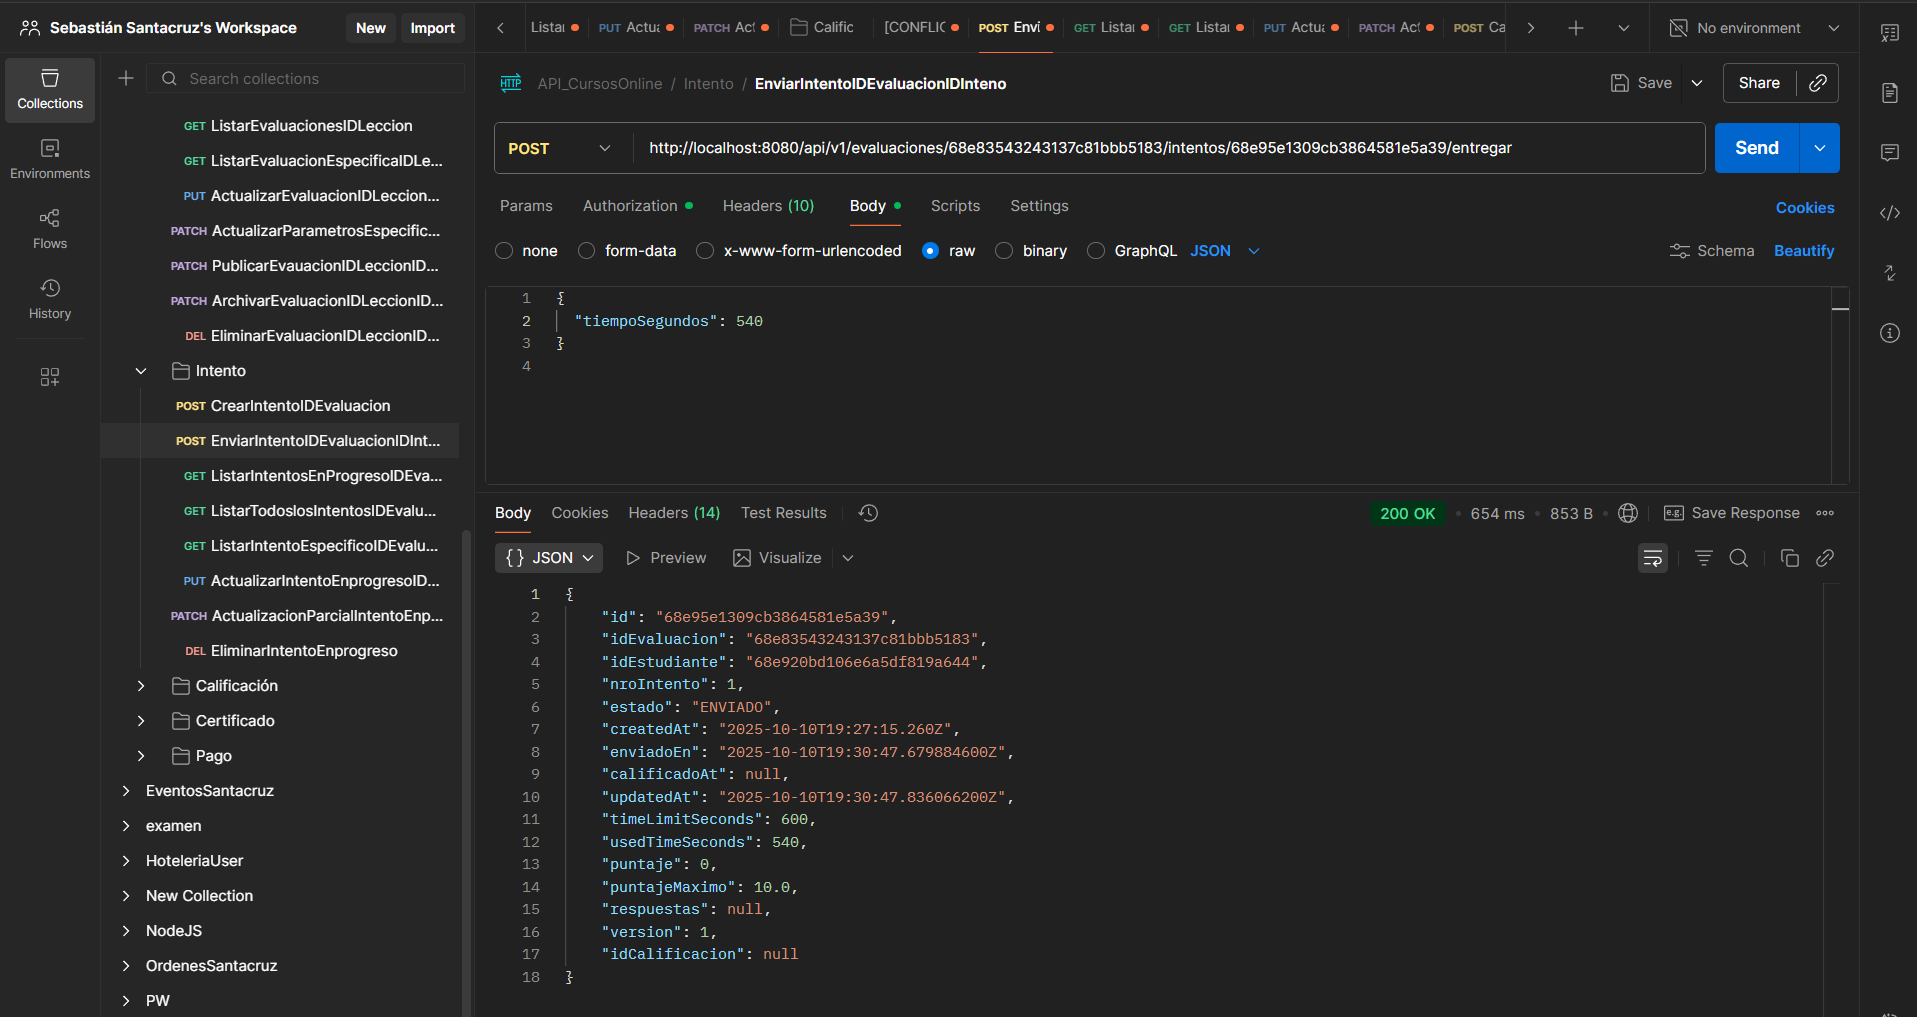 Sebastián Santacruz's Workspace
New
Import
Listar
PUT Actua
PATCH Act
Calific
[CONFLIC
POST Envi
GET Listar
GET Listar
PUT Actua
PATCH Act
POST Ca
No environment
Collections
Environments
Flows
History
Search collections
GET ListarEvaluacionesIDLeccion
GET ListarEvaluacionEspecificaIDLe...
PUT ActualizarEvaluacionIDLeccion...
PATCH ActualizarParametrosEspecific...
PATCH PublicarEvauacionIDLeccionID...
PATCH ArchivarEvaluacionIDLeccionID...
DEL EliminarEvaluacionIDLeccionID...
Intento
POST CrearIntentoIDEvaluacion
POST EnviarIntentoIDEvaluacionIDInt...
GET ListarIntentosEnProgresoIDEva...
GET ListarTodoslosIntentosIDEvalu...
GET ListarIntentoEspecificoIDEvalu...
PUT ActualizarIntentoEnprogresoID...
PATCH ActualizacionParcialIntentoEnp...
DEL EliminarIntentoEnprogreso
Calificación
Certificado
Pago
EventosSantacruz
examen
HoteleriaUser
New Collection
NodeJS
OrdenesSantacruz
PW
HTTP API_CursosOnline / Intento / EnviarIntentoIDEvaluacionIDInteno
Save
Share
POST http://localhost:8080/api/v1/evaluaciones/68e83543243137c81bbb5183/intentos/68e95e1309cb3864581e5a39/entregar
Send
Params Authorization Headers (10) Body Scripts Settings
Cookies
none form-data x-www-form-urlencoded raw binary GraphQL JSON
Schema Beautify
1 {
2 "tiempoSegundos": 540
3 }
4
Body Cookies Headers (14) Test Results
200 OK • 654 ms • 853 B
e.g. Save Response
{} JSON Preview Visualize
1 {
2 "id": "68e95e1309cb3864581e5a39",
3 "idEvaluacion": "68e83543243137c81bbb5183",
4 "idEstudiante": "68e920bd106e6a5df819a644",
5 "nroIntento": 1,
6 "estado": "ENVIADO",
7 "createdAt": "2025-10-10T19:27:15.260Z",
8 "enviadoEn": "2025-10-10T19:30:47.679884600Z",
9 "calificadoAt": null,
10 "updatedAt": "2025-10-10T19:30:47.836066200Z",
11 "timeLimitSeconds": 600,
12 "usedTimeSeconds": 540,
13 "puntaje": 0,
14 "puntajeMaximo": 10.0,
15 "respuestas": null,
16 "version": 1,
17 "idCalificacion": null
18 }